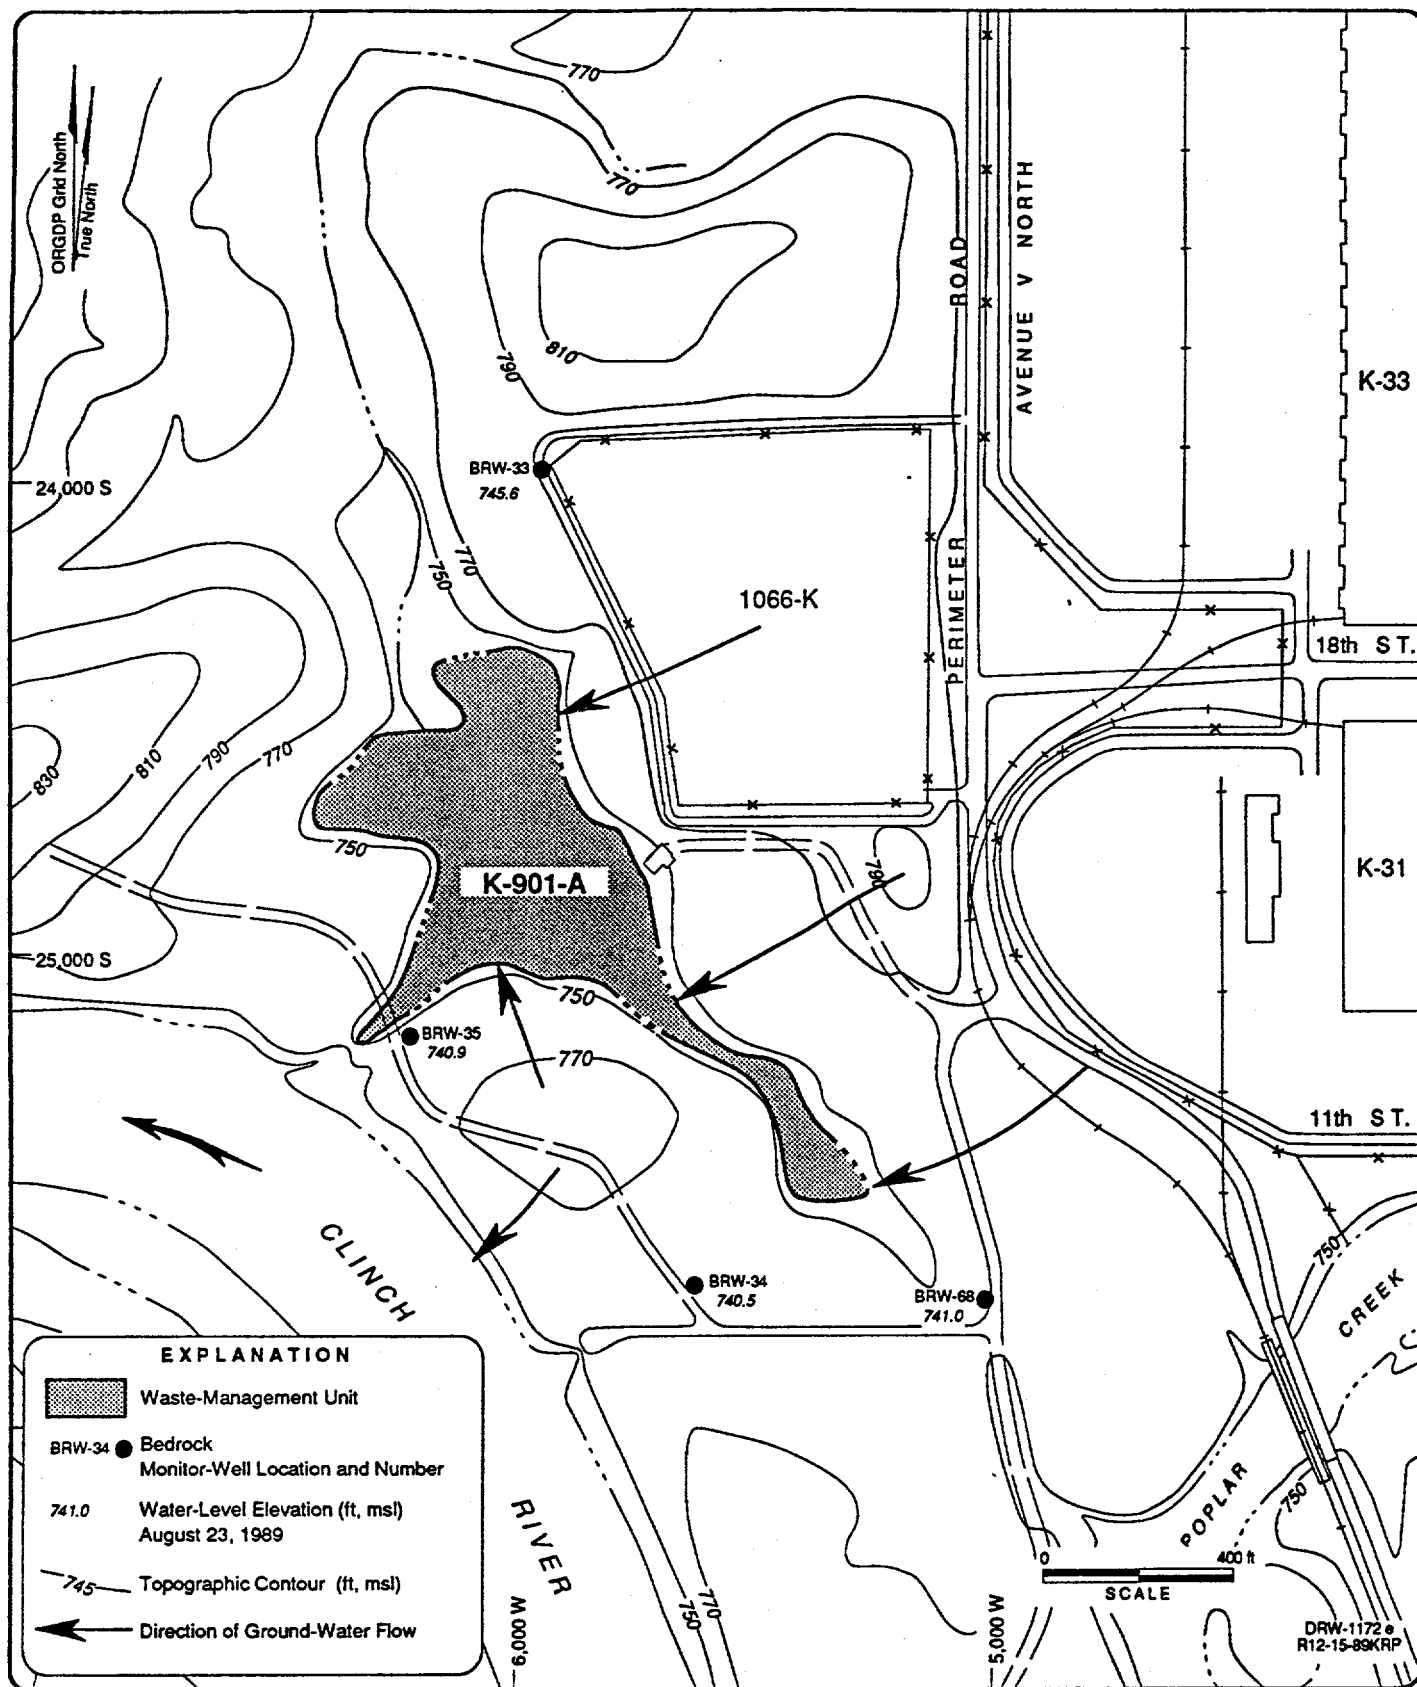 770
ORGDP Grid North
True North
770
ROAD
AVENUE V NORTH
790
810
K-33
BRW-33
745.6
24,000 S
750
770
PERIMETER
1066-K
18th ST.
830
810
790
770
750
K-901-A
790
K-31
25,000 S
750
BRW-35
740.9
770
11th ST.
CLINCH
RIVER
BRW-34
740.5
BRW-68
741.0
750
CREEK
POPLAR
750
EXPLANATION
Waste-Management Unit
BRW-34
Bedrock
Monitor-Well Location and Number
741.0
Water-Level Elevation (ft, msl)
August 23, 1989
745
Topographic Contour (ft, msl)
Direction of Ground-Water Flow
6,000 W
750
770
5,000 W
0
400 ft
SCALE
DRW-1172 e
R12-15-89KRP